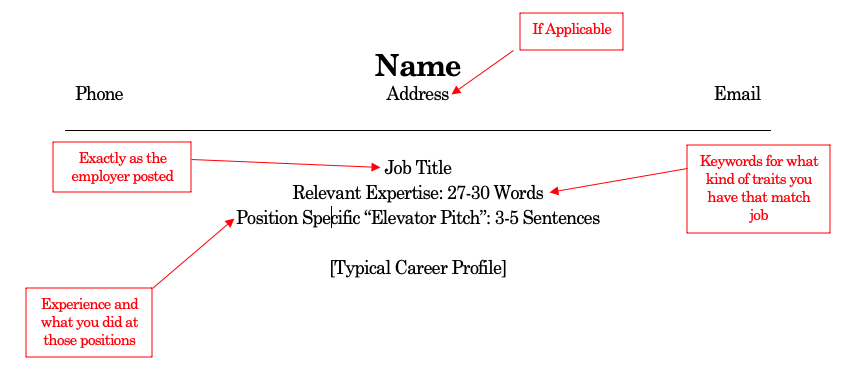 If Applicable
Name
Phone Address Email
Exactly as the
employer posted
Job Title
Keywords for what
kind of traits you
have that match
job
Relevant Expertise: 27-30 Words
Position Specific “Elevator Pitch”: 3-5 Sentences
[Typical Career Profile]
Experience and
what you did at
those positions